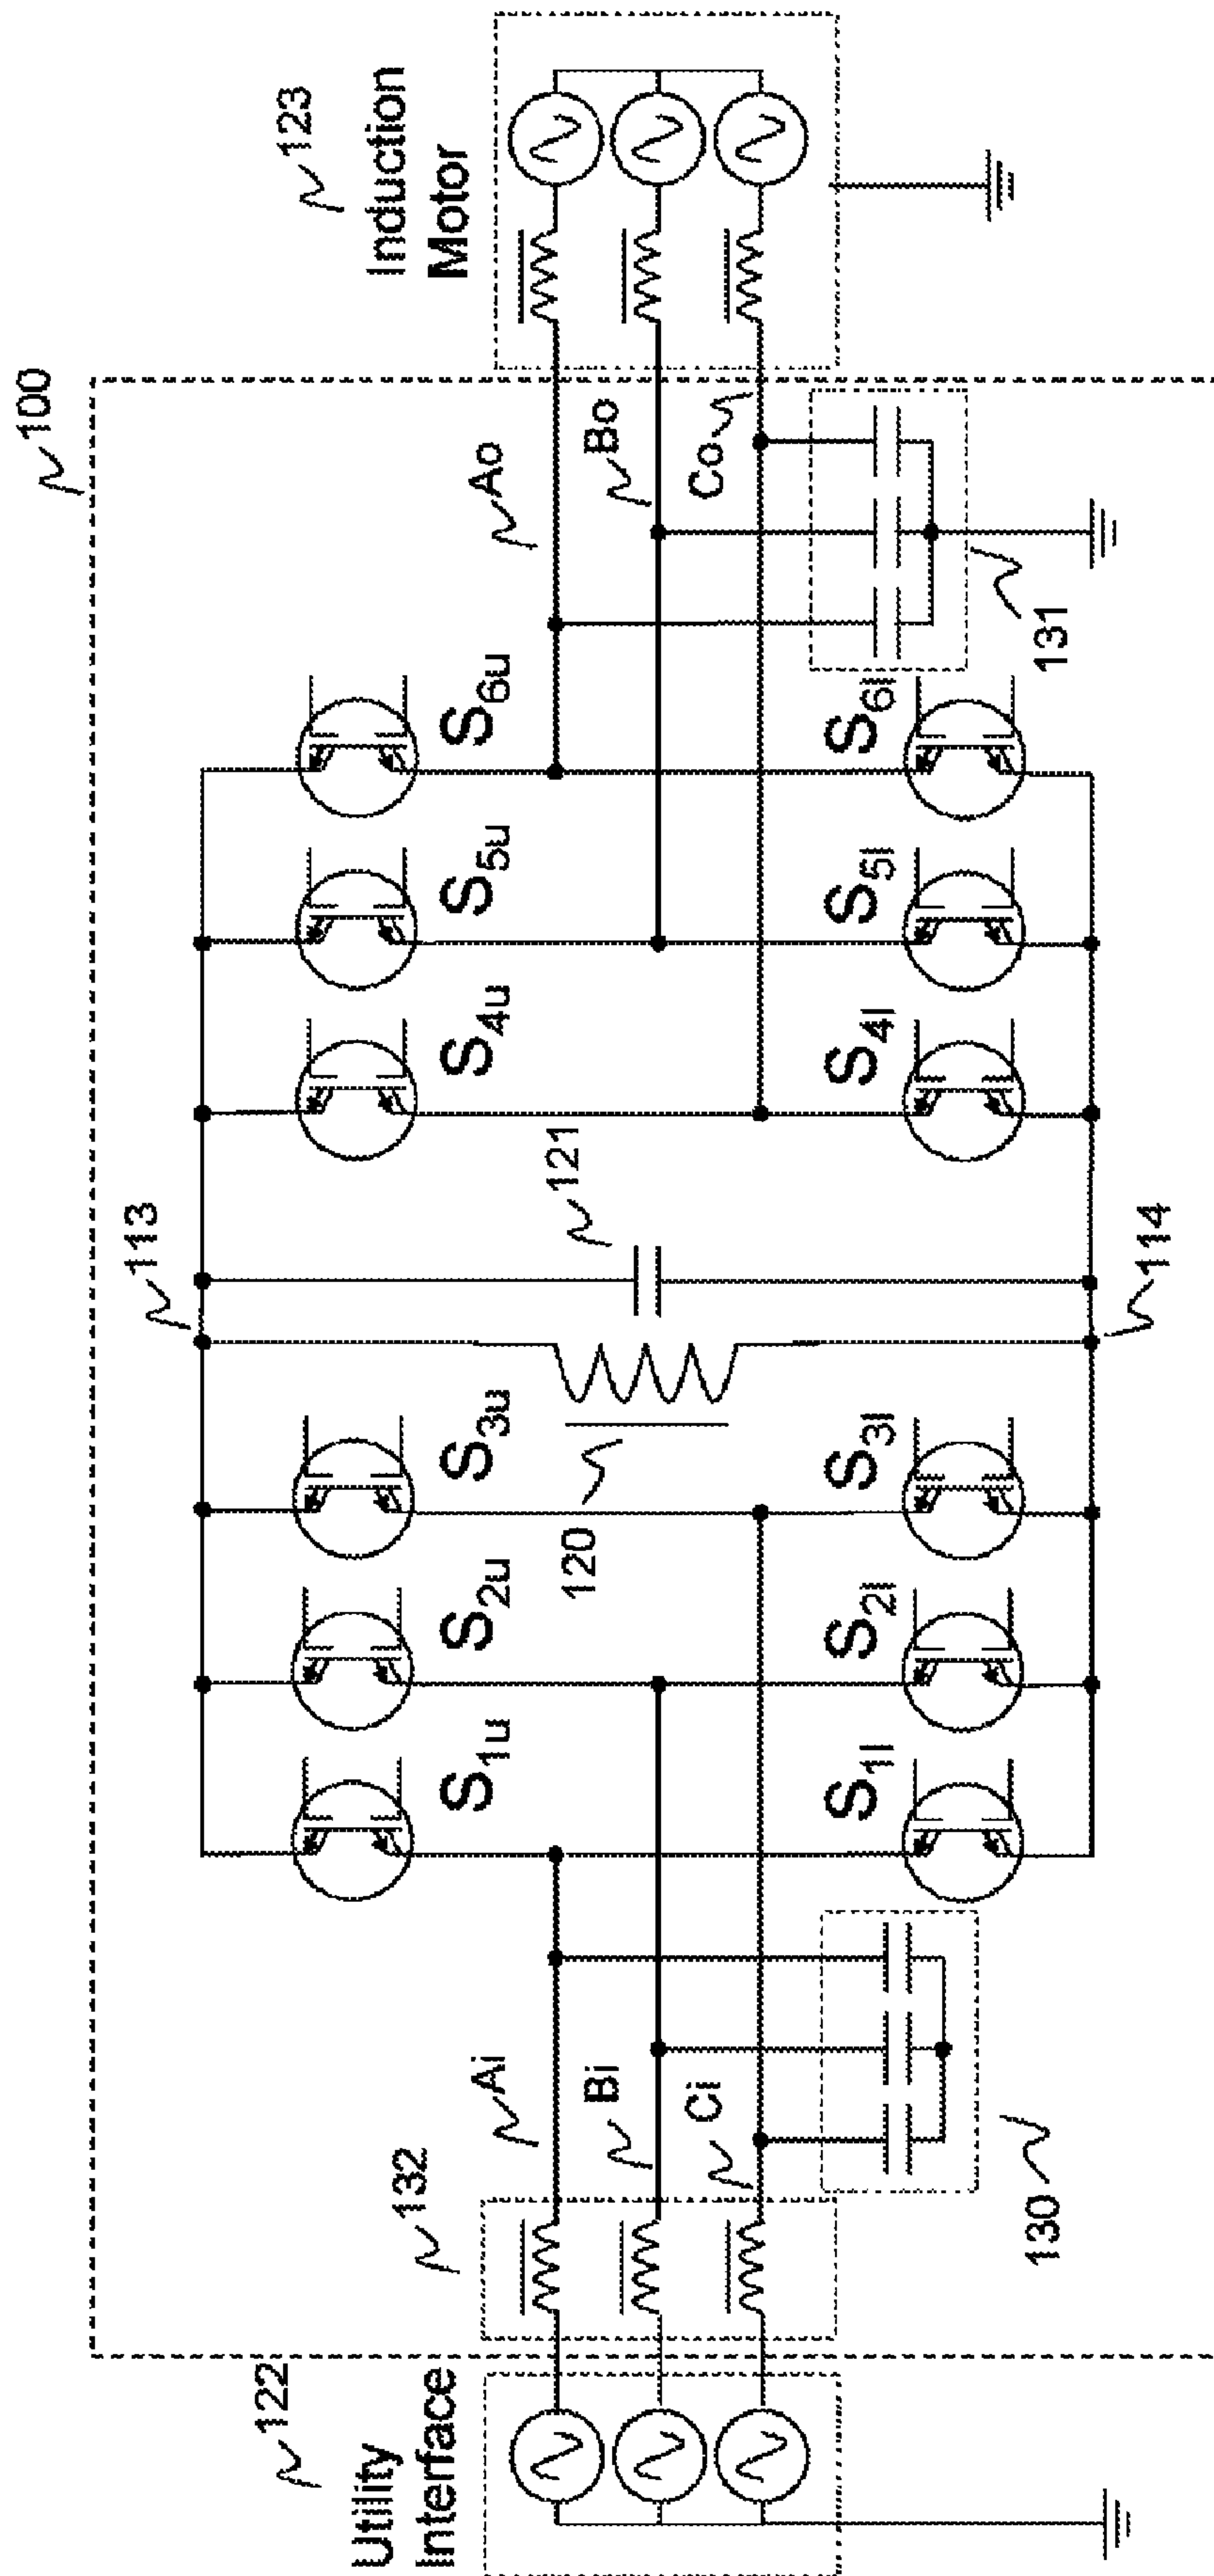 100
122
Utility
Interface
132
Ai
Bi
Ci
130
S1u
S2u
S3u
S1l
S2l
S3l
113
120
121
114
S4u
S5u
S6u
S4l
S5l
S6l
Ao
Bo
Co
131
123
Induction
Motor